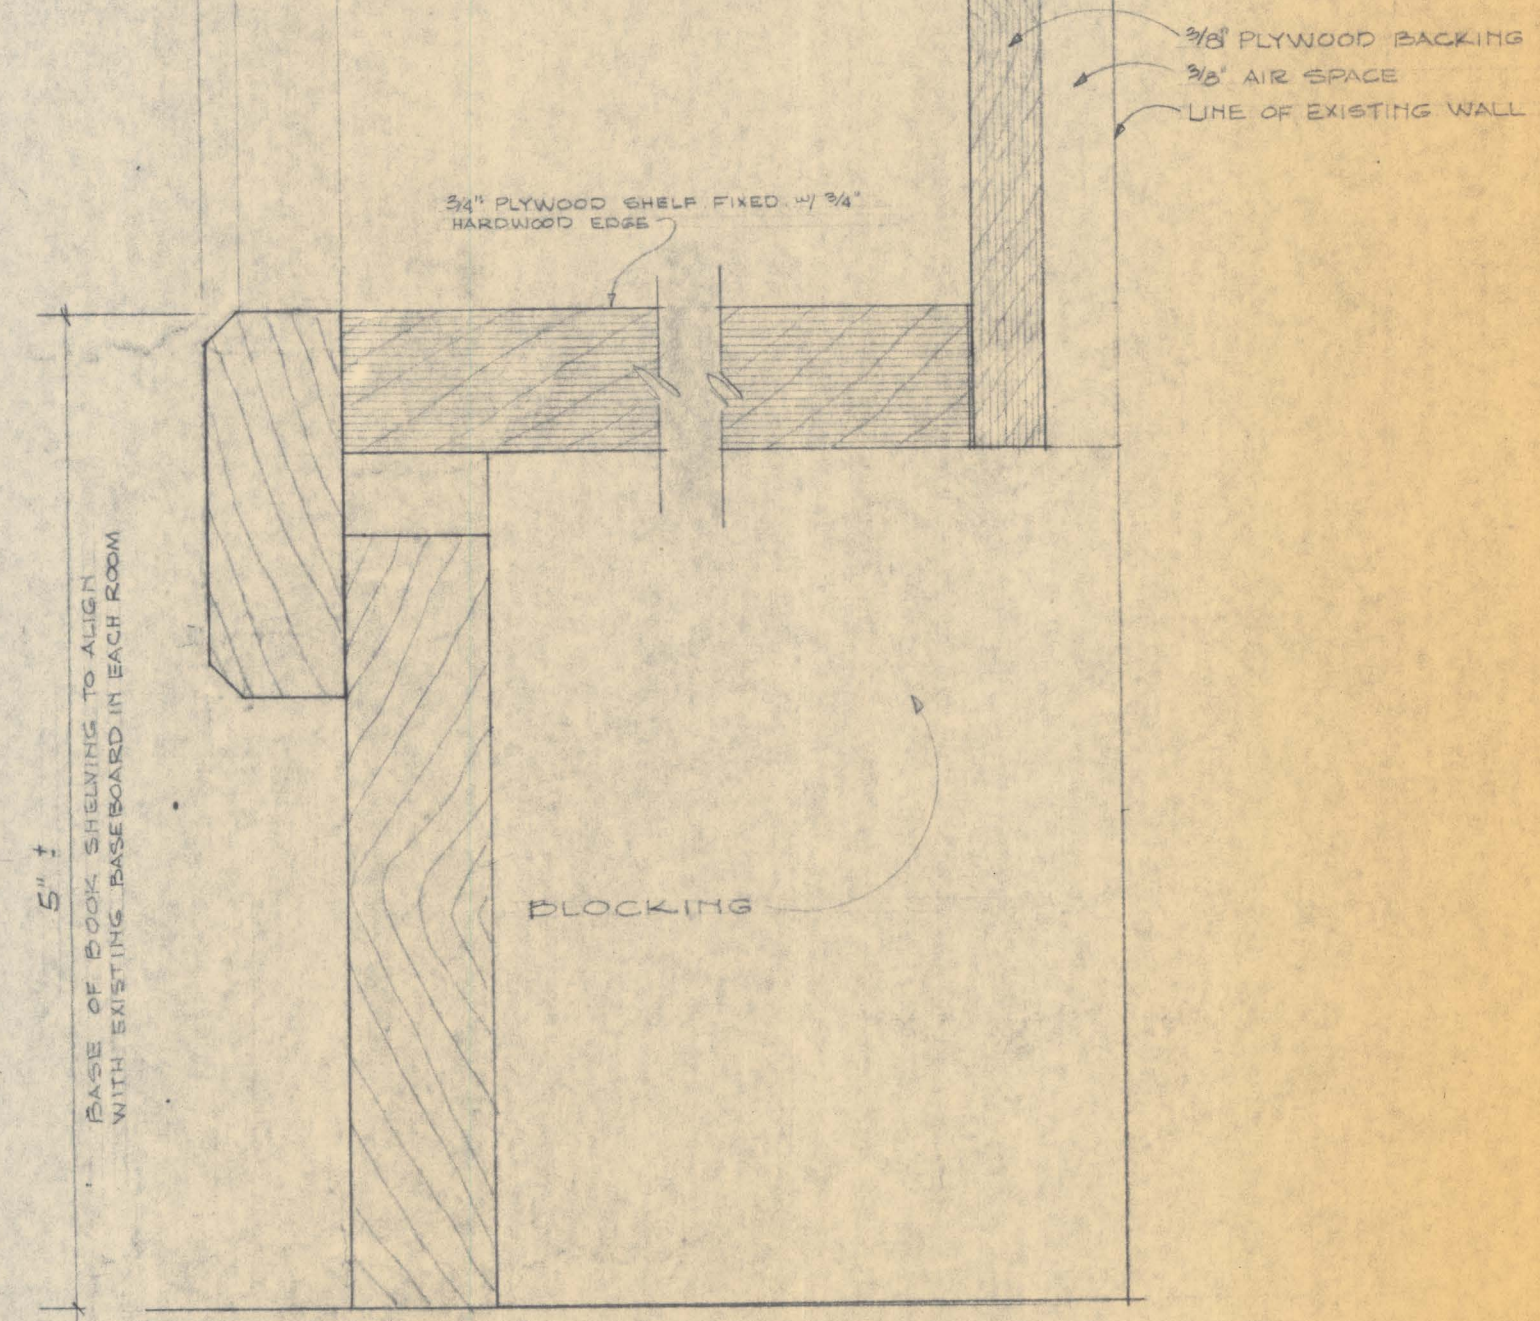 3/8" PLYWOOD BACKING
3/8" AIR SPACE
LINE OF EXISTING WALL
3/4" PLYWOOD SHELF FIXED W/ 3/4"
HARDWOOD EDGE
5" ±
BASE OF BOOK SHELVING TO ALIGN
WITH EXISTING BASEBOARD IN EACH ROOM
BLOCKING